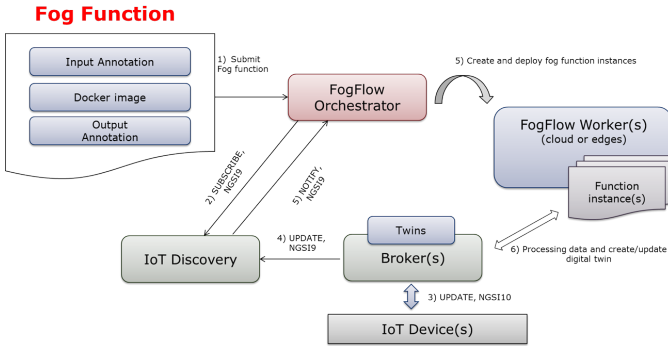 Fog Function
Input Annotation
Docker image
Output
Annotation
1) Submit
Fog function
FogFlow
Orchestrator
5) Create and deploy fog function instances
FogFlow Worker(s)
(cloud or edges)
Function
instance(s)
2) SUBSCRIBE,
NGSI9
5) NOTIFY,
NGSI9
Twins
Broker(s)
IoT Discovery
4) UPDATE,
NGSI9
6) Processing data and create/update
digital twin
3) UPDATE, NGSI10
IoT Device(s)